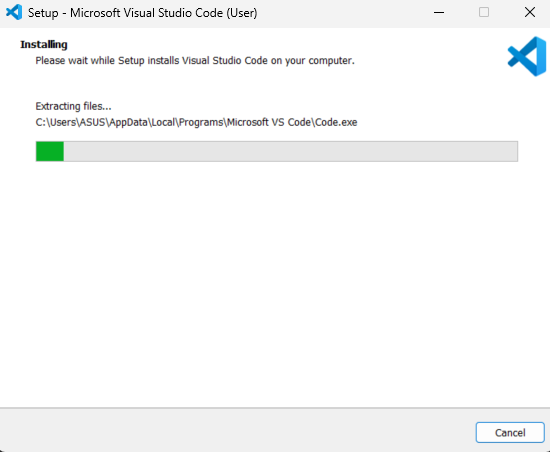 Setup - Microsoft Visual Studio Code (User)
Installing
Please wait while Setup installs Visual Studio Code on your computer.
Extracting files...
C:\Users\ASUS\AppData\Local\Programs\Microsoft VS Code\Code.exe
Cancel